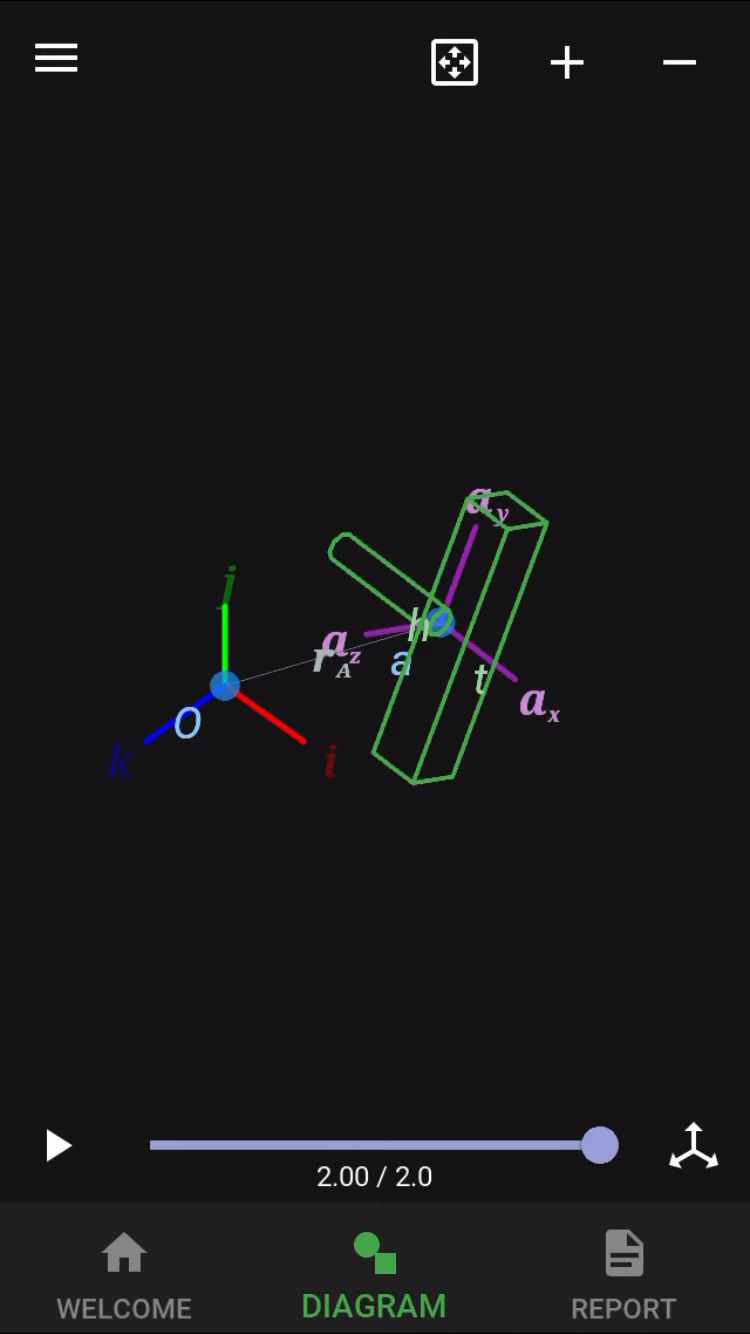 a_y
j
h
a_z
r_A
a
t
a_x
O
k
i
2.00 / 2.0
WELCOME
DIAGRAM
REPORT